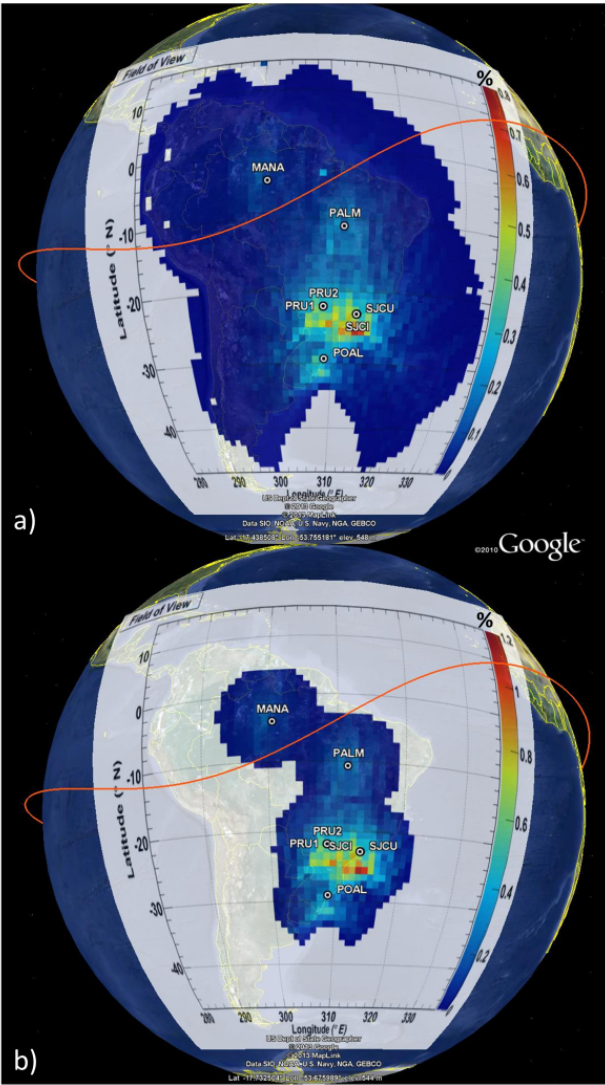 Field of View
%
0.8
0.7
0.6
0.5
0.4
0.3
0.2
0.1
0
10
0
-10
-20
-30
-40
Latitude (° N)
MANA
PALM
PRU2
PRU1
SJCU
SJCI
POAL
280
290
300
310
320
330
Longitude (° E)
US Dept of State Geographer
© 2013 Google
© 2013 MapLink
Data SIO, NOAA, U.S. Navy, NGA, GEBCO
a)
©2010 Google
Field of View
%
1.2
1
0.8
0.6
0.4
0.2
0
10
0
-10
-20
-30
-40
Latitude (° N)
MANA
PALM
PRU2
PRU1
SJCI
SJCU
POAL
280
290
300
310
320
330
Longitude (° E)
US Dept of State Geographer
© 2013 Google
©2013 MapLink
Data SIO, NOAA, U.S. Navy, NGA, GEBCO
b)